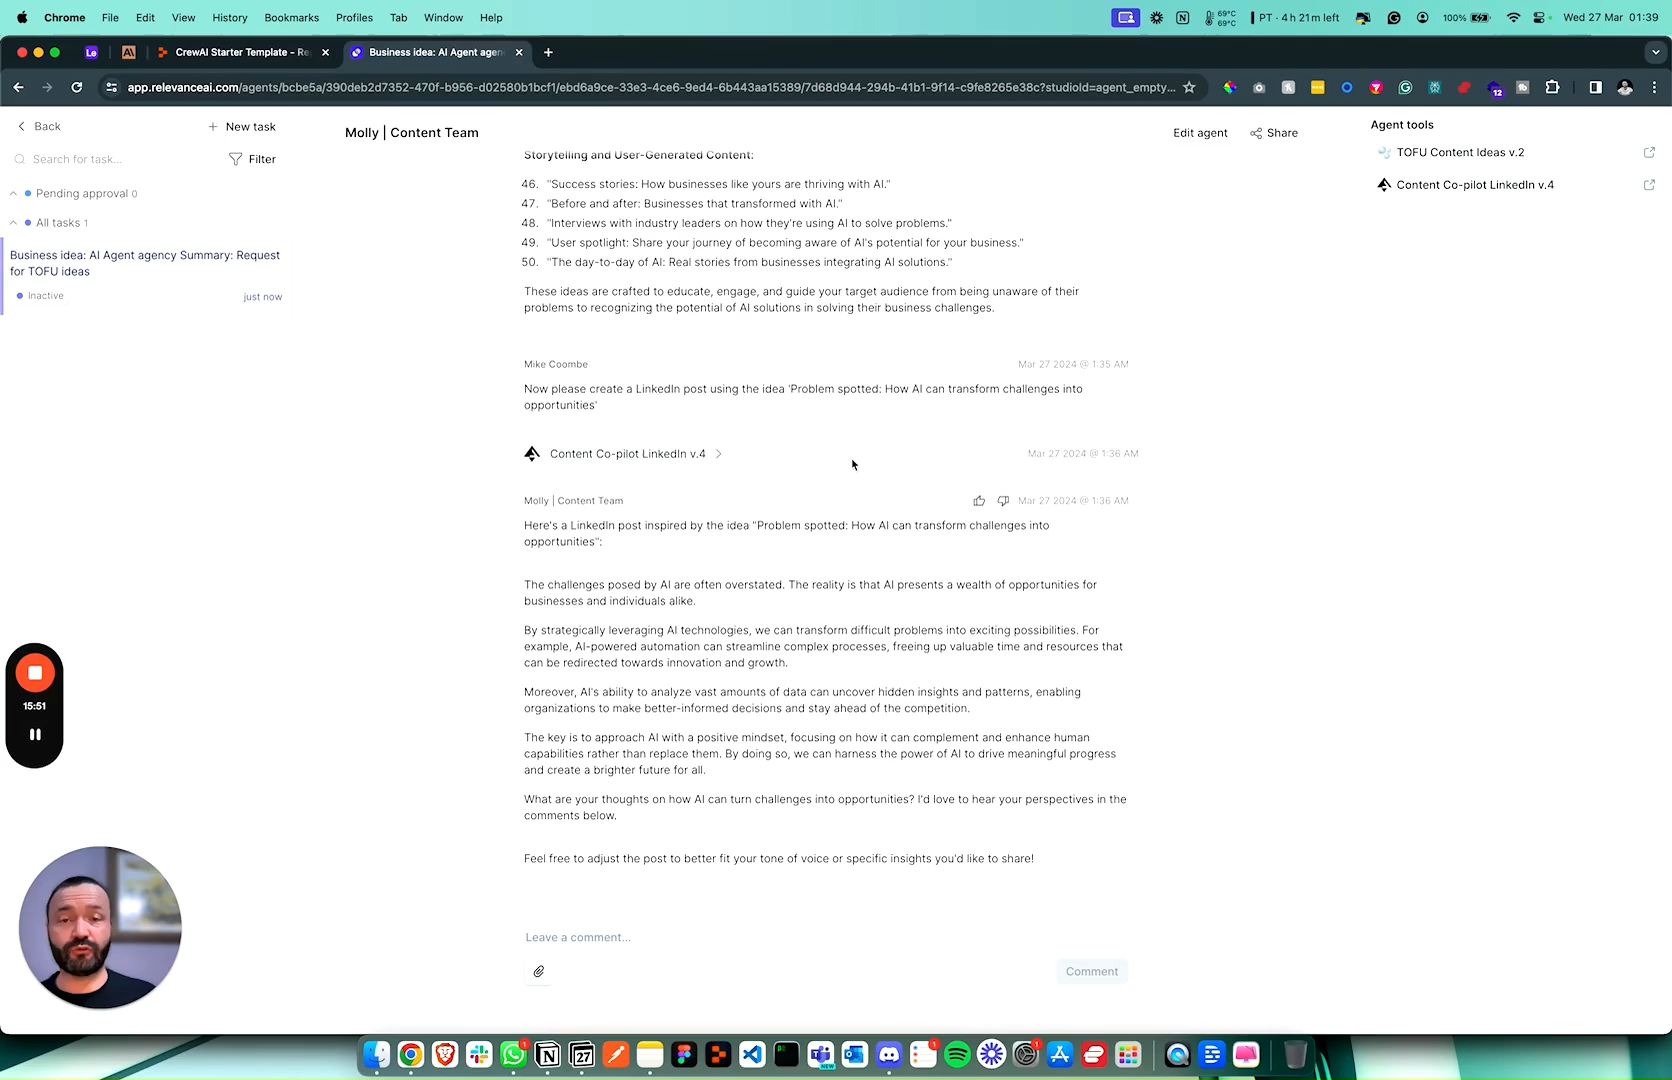 Chrome File Edit View History Bookmarks Profiles Tab Window Help
69°C
69°C
PT · 4 h 21 m left
100%
Wed 27 Mar 01:39
Le
CrewAI Starter Template - Re
Business idea: AI Agent agen
app.relevanceai.com/agents/bcbe5a/390deb2d7352-470f-b956-d02580b1bcf1/ebd6a9ce-33e3-4ce6-9ed4-6b443aa15389/7d68d944-294b-41b1-9f14-c9fe8265e38c?studioId=agent_empty...
12
Back
New task
Search for task...
Filter
Pending approval 0
All tasks 1
Business idea: AI Agent agency Summary: Request
for TOFU ideas
Inactive
just now
Molly | Content Team
Edit agent
Share
Agent tools
TOFU Content Ideas v.2
Content Co-pilot LinkedIn v.4
Storytelling and User-Generated Content:
46. "Success stories: How businesses like yours are thriving with AI."
47. "Before and after: Businesses that transformed with AI."
48. "Interviews with industry leaders on how they're using AI to solve problems."
49. "User spotlight: Share your journey of becoming aware of AI's potential for your business."
50. "The day-to-day of AI: Real stories from businesses integrating AI solutions."
These ideas are crafted to educate, engage, and guide your target audience from being unaware of their
problems to recognizing the potential of AI solutions in solving their business challenges.
Mike Coombe
Mar 27 2024 @ 1:35 AM
Now please create a LinkedIn post using the idea 'Problem spotted: How AI can transform challenges into
opportunities'
Content Co-pilot LinkedIn v.4
Mar 27 2024 @ 1:36 AM
Molly | Content Team
Mar 27 2024 @ 1:36 AM
Here's a LinkedIn post inspired by the idea "Problem spotted: How AI can transform challenges into
opportunities":
The challenges posed by AI are often overstated. The reality is that AI presents a wealth of opportunities for
businesses and individuals alike.
By strategically leveraging AI technologies, we can transform difficult problems into exciting possibilities. For
example, AI-powered automation can streamline complex processes, freeing up valuable time and resources that
can be redirected towards innovation and growth.
Moreover, AI's ability to analyze vast amounts of data can uncover hidden insights and patterns, enabling
organizations to make better-informed decisions and stay ahead of the competition.
The key is to approach AI with a positive mindset, focusing on how it can complement and enhance human
capabilities rather than replace them. By doing so, we can harness the power of AI to drive meaningful progress
and create a brighter future for all.
What are your thoughts on how AI can turn challenges into opportunities? I'd love to hear your perspectives in the
comments below.
Feel free to adjust the post to better fit your tone of voice or specific insights you'd like to share!
Leave a comment...
Comment
15:51
1
27
NEW
1
1